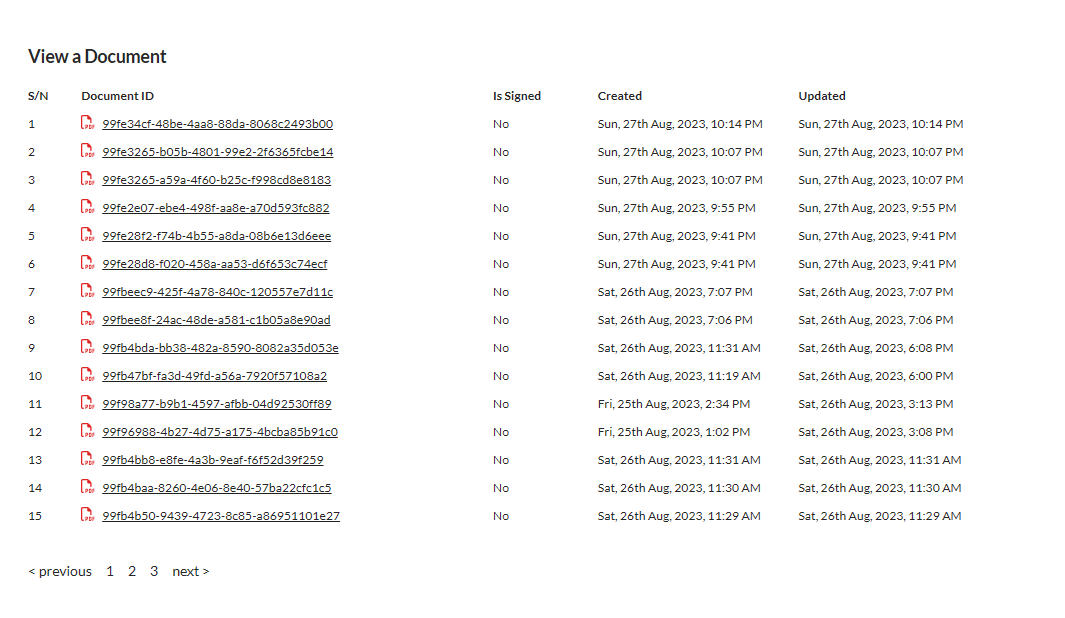 View a Document
S/N Document ID Is Signed Created Updated
1 PDF 99fe34cf-48be-4aa8-88da-8068c2493b00 No Sun, 27th Aug, 2023, 10:14 PM Sun, 27th Aug, 2023, 10:14 PM
2 PDF 99fe3265-b05b-4801-99e2-2f6365fcbe14 No Sun, 27th Aug, 2023, 10:07 PM Sun, 27th Aug, 2023, 10:07 PM
3 PDF 99fe3265-a59a-4f60-b25c-f998cd8e8183 No Sun, 27th Aug, 2023, 10:07 PM Sun, 27th Aug, 2023, 10:07 PM
4 PDF 99fe2e07-ebe4-498f-aa8e-a70d593fc882 No Sun, 27th Aug, 2023, 9:55 PM Sun, 27th Aug, 2023, 9:55 PM
5 PDF 99fe28f2-f74b-4b55-a8da-08b6e13d6eee No Sun, 27th Aug, 2023, 9:41 PM Sun, 27th Aug, 2023, 9:41 PM
6 PDF 99fe28d8-f020-458a-aa53-d6f653c74ecf No Sun, 27th Aug, 2023, 9:41 PM Sun, 27th Aug, 2023, 9:41 PM
7 PDF 99fbeec9-425f-4a78-840c-120557e7d11c No Sat, 26th Aug, 2023, 7:07 PM Sat, 26th Aug, 2023, 7:07 PM
8 PDF 99fbee8f-24ac-48de-a581-c1b05a8e90ad No Sat, 26th Aug, 2023, 7:06 PM Sat, 26th Aug, 2023, 7:06 PM
9 PDF 99fb4bda-bb38-482a-8590-8082a35d053e No Sat, 26th Aug, 2023, 11:31 AM Sat, 26th Aug, 2023, 6:08 PM
10 PDF 99fb47bf-fa3d-49fd-a56a-7920f57108a2 No Sat, 26th Aug, 2023, 11:19 AM Sat, 26th Aug, 2023, 6:00 PM
11 PDF 99f98a77-b9b1-4597-afbb-04d92530ff89 No Fri, 25th Aug, 2023, 2:34 PM Sat, 26th Aug, 2023, 3:13 PM
12 PDF 99f96988-4b27-4d75-a175-4bcba85b91c0 No Fri, 25th Aug, 2023, 1:02 PM Sat, 26th Aug, 2023, 3:08 PM
13 PDF 99fb4bb8-e8fe-4a3b-9eaf-f6f52d39f259 No Sat, 26th Aug, 2023, 11:31 AM Sat, 26th Aug, 2023, 11:31 AM
14 PDF 99fb4baa-8260-4e06-8e40-57ba22cfc1c5 No Sat, 26th Aug, 2023, 11:30 AM Sat, 26th Aug, 2023, 11:30 AM
15 PDF 99fb4b50-9439-4723-8c85-a86951101e27 No Sat, 26th Aug, 2023, 11:29 AM Sat, 26th Aug, 2023, 11:29 AM
< previous 1 2 3 next >